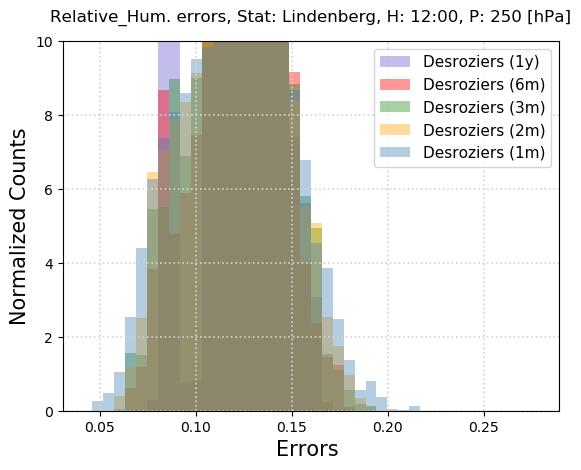 Relative_Hum. errors, Stat: Lindenberg, H: 12:00, P: 250 [hPa]
Desroziers (1y)
Desroziers (6m)
Desroziers (3m)
Desroziers (2m)
Desroziers (1m)
Normalized Counts
10
8
6
4
2
0
0.05 0.10 0.15 0.20 0.25
Errors